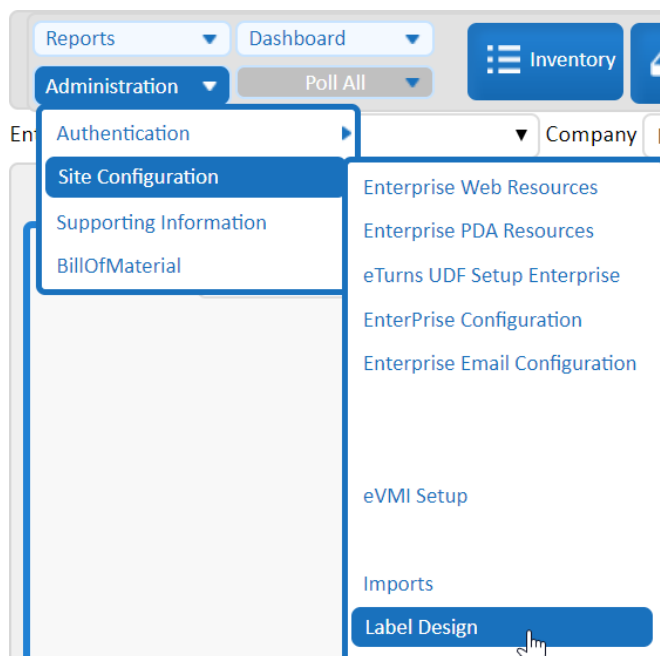 Reports
Dashboard
Inventory
Administration
Poll All
Company
Authentication
Site Configuration
Supporting Information
BillOfMaterial
Enterprise Web Resources
Enterprise PDA Resources
eTurns UDF Setup Enterprise
EnterPrise Configuration
Enterprise Email Configuration
eVMI Setup
Imports
Label Design